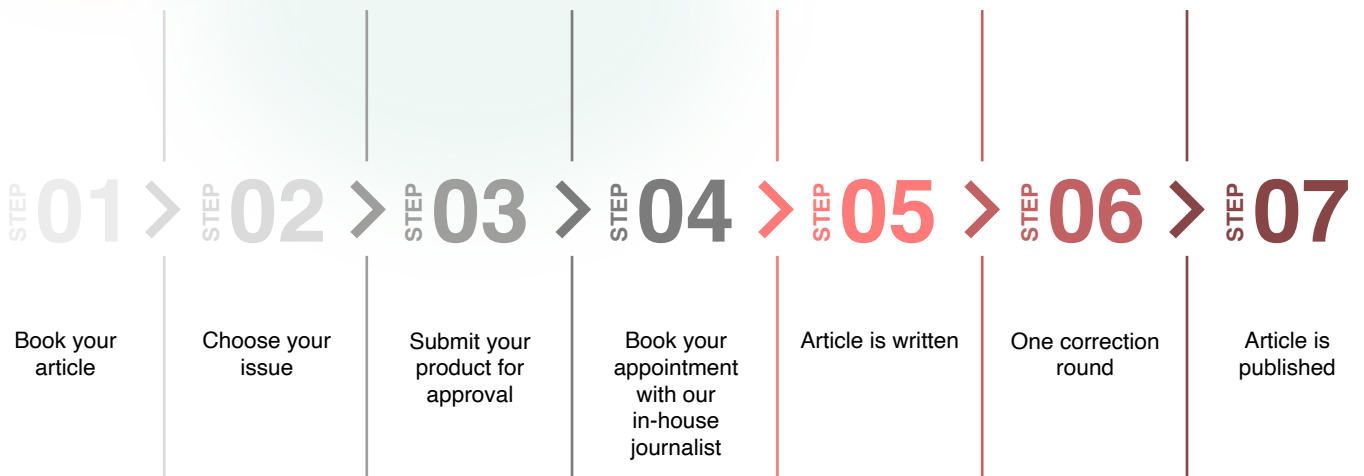 STEP 01
STEP 02
STEP 03
STEP 04
STEP 05
STEP 06
STEP 07
Book your
article
Choose your
issue
Submit your
product for
approval
Book your
appointment
with our
in-house
journalist
Article is written
One correction
round
Article is
published